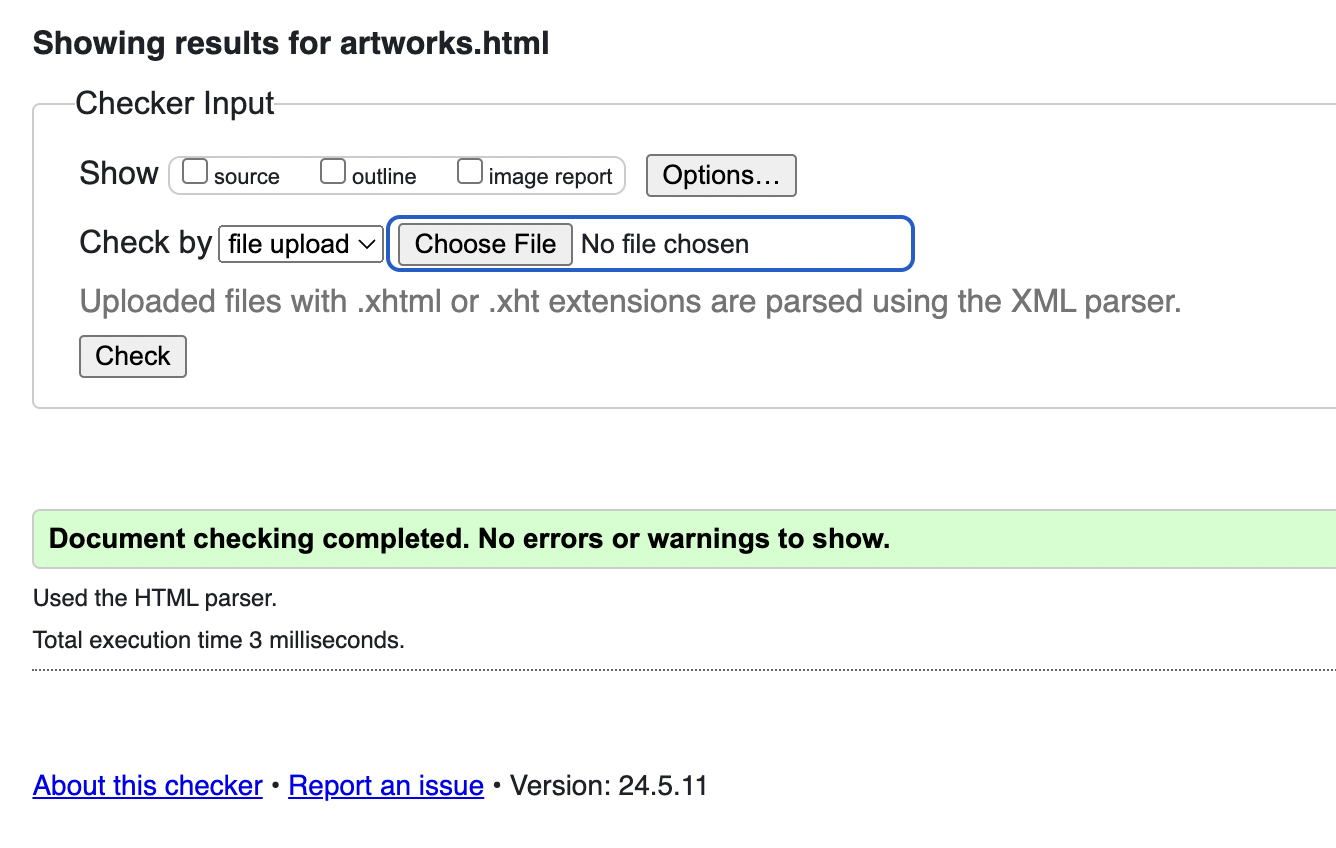 Showing results for artworks.html
Checker Input
Show source outline image report Options…
Check by file upload Choose File No file chosen
Uploaded files with .xhtml or .xht extensions are parsed using the XML parser.
Check
Document checking completed. No errors or warnings to show.
Used the HTML parser.
Total execution time 3 milliseconds.
About this checker • Report an issue • Version: 24.5.11